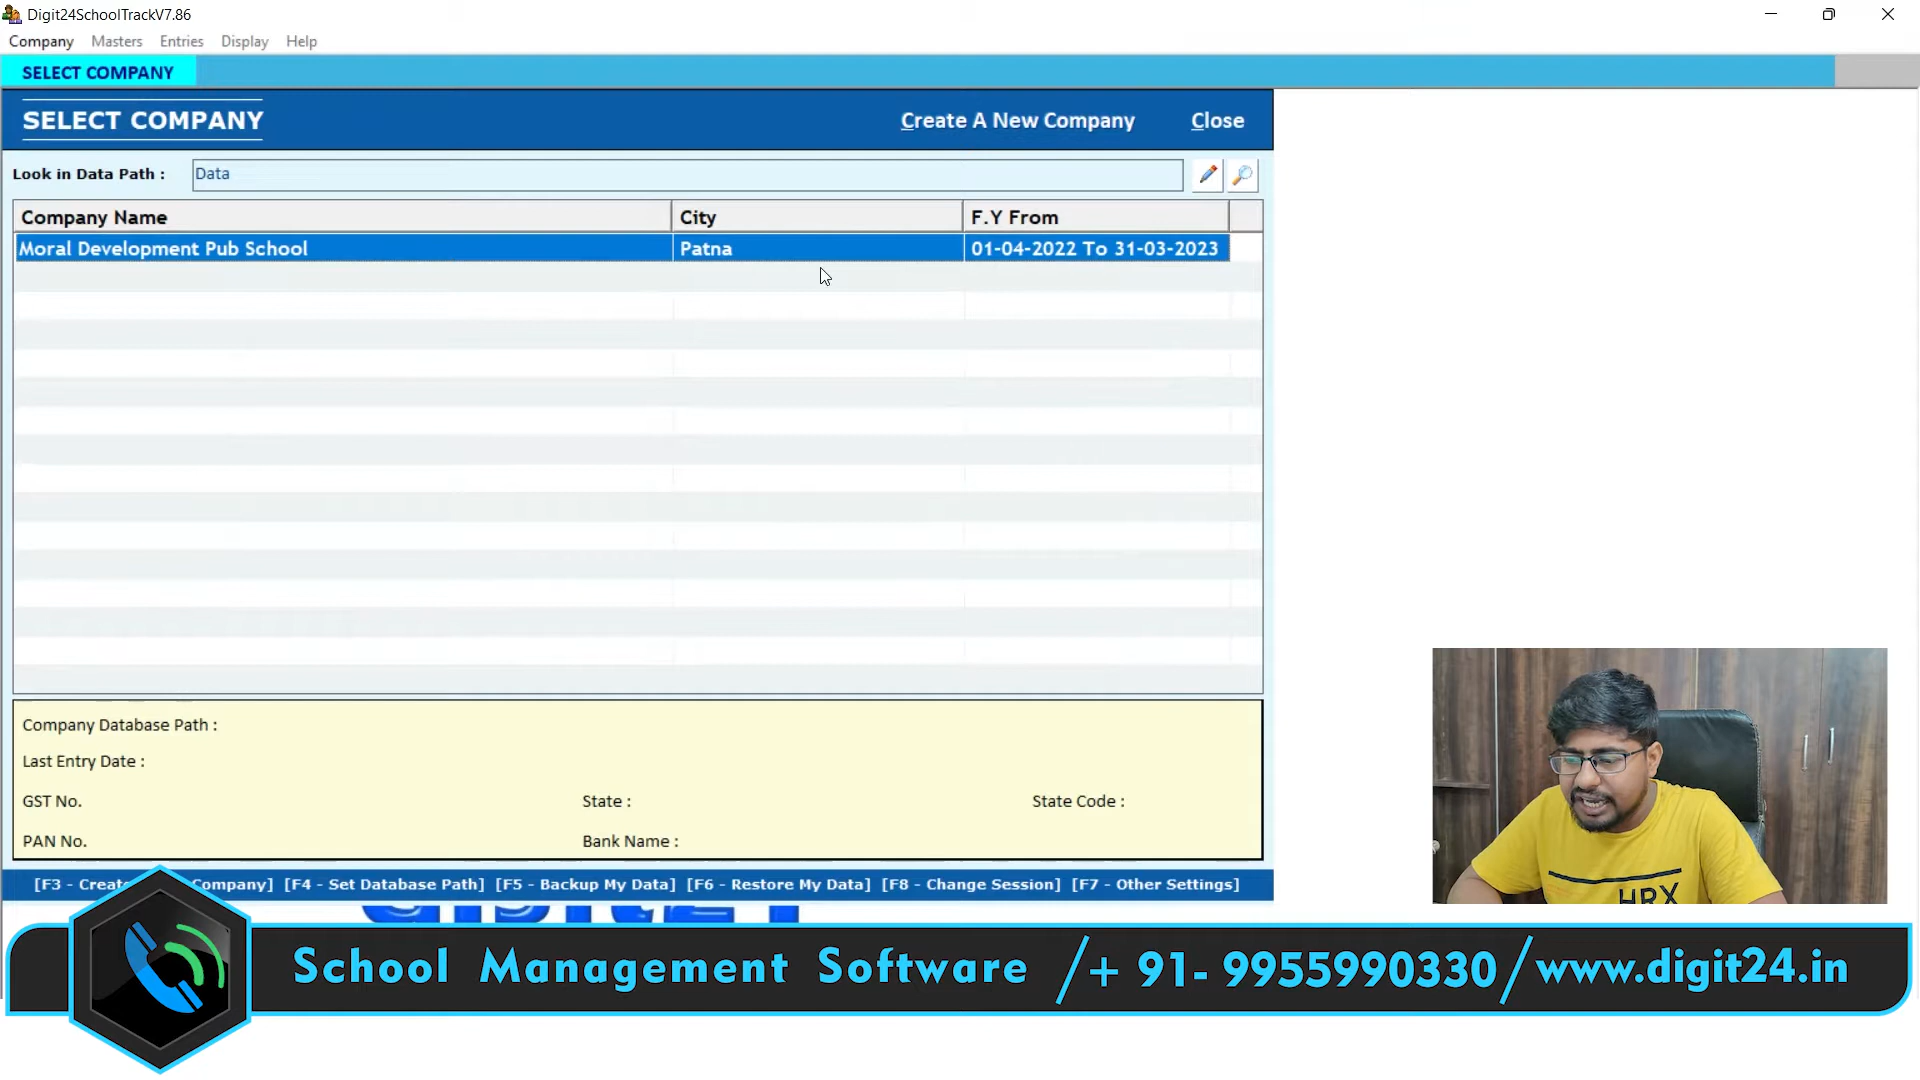 Digit24SchoolTrackV7.86
Company Masters Entries Display Help
SELECT COMPANY
SELECT COMPANY Create A New Company Close
Look in Data Path : Data
Company Name City F.Y From
Moral Development Pub School Patna 01-04-2022 To 31-03-2023
Company Database Path :
Last Entry Date :
GST No. State : State Code :
PAN No. Bank Name :
[F3 - Create Company] [F4 - Set Database Path] [F5 - Backup My Data] [F6 - Restore My Data] [F8 - Change Session] [F7 - Other Settings]
HRX
School Management Software /+ 91- 9955990330/www.digit24.in